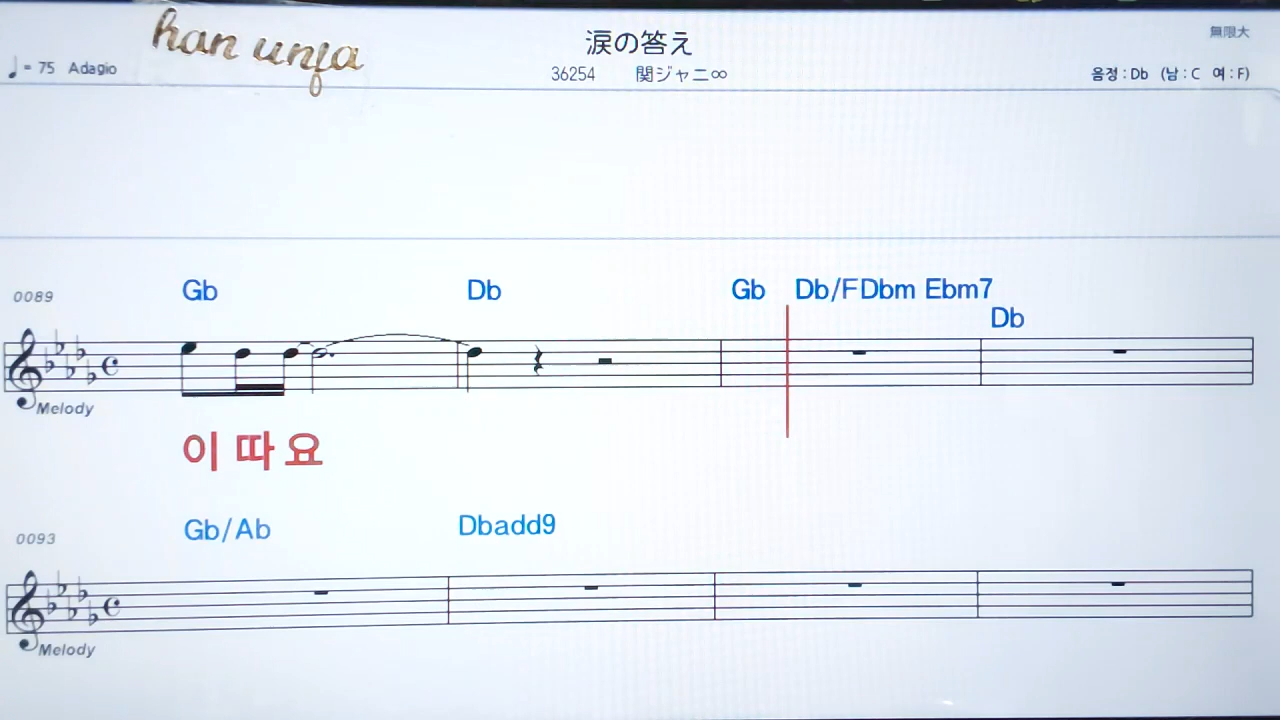 han unja
涙の答え
無限大
♩= 75 Adagio
36254 関ジャニ∞
음정 : Db (남 : C 여 : F)
0089
Gb Db Gb Db/FDbm Ebm7
Db
Melody
이 따 요
0093
Gb/Ab Dbadd9
Melody